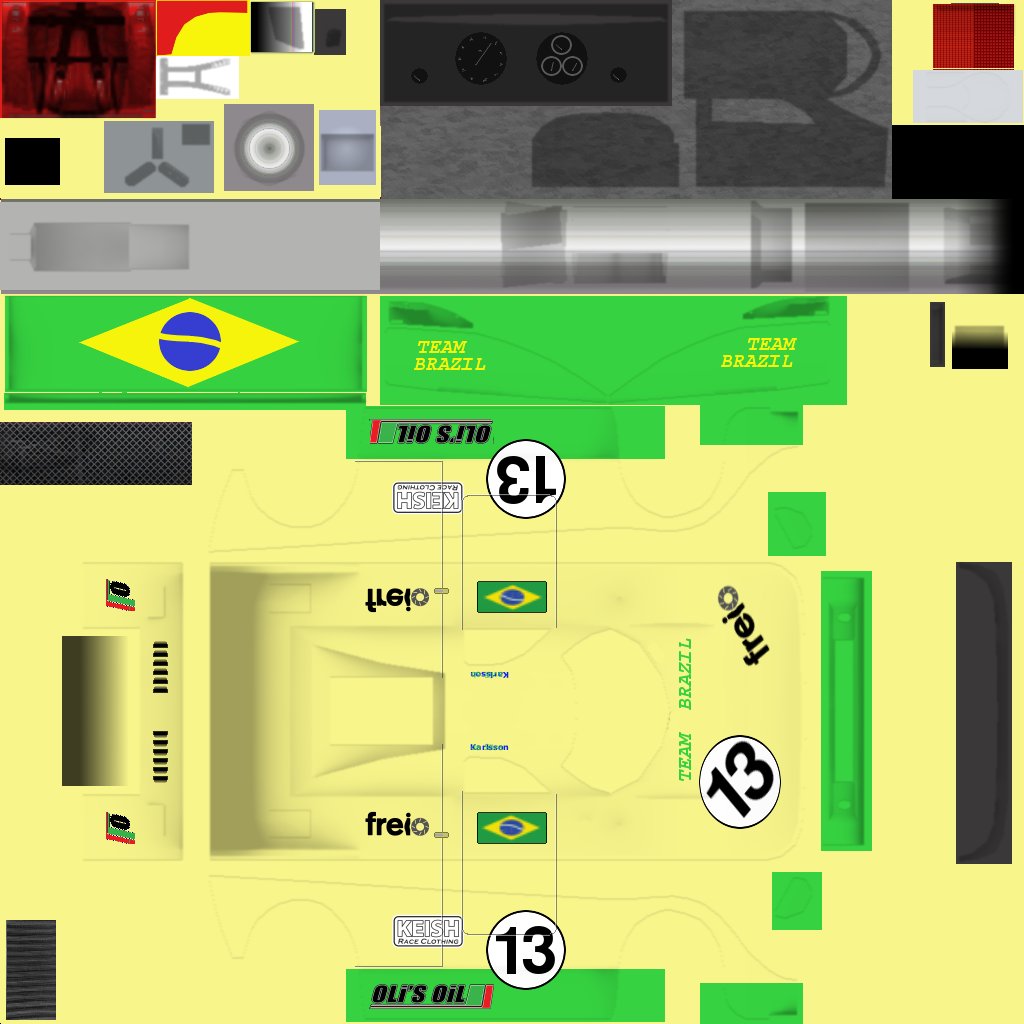 TEAM
BRAZIL
TEAM
BRAZIL
OLi'S OiL
13
KEISH
RACE CLOTHING
freio
freio
Karlsson
BRAZIL
TEAM
Karlsson
13
freio
KEISH
RACE CLOTHING
13
OLi'S OiL